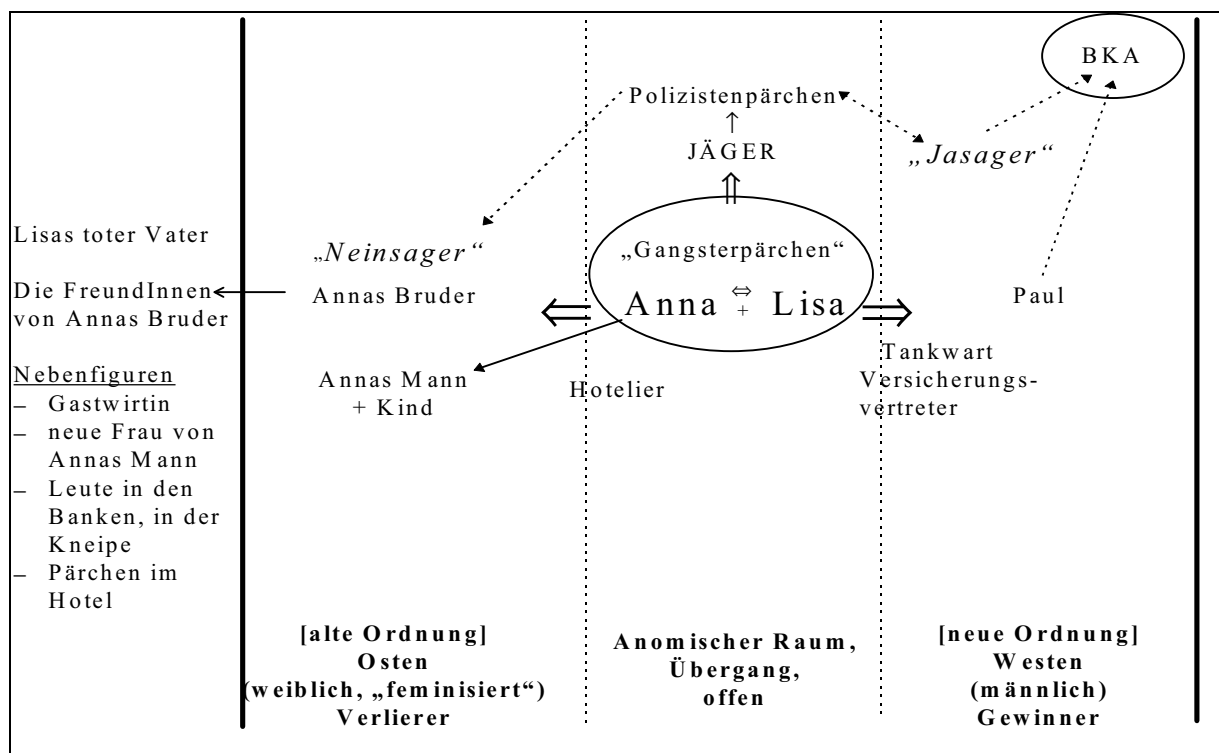 BKA
Polizistenpärchen
JÄGER
„Jasager“
Lisas toter Vater
„Neinsager“
„Gangsterpärchen“
Die FreundInnen
von Annas Bruder
Annas Bruder
Anna ⇔ + Lisa
Paul
Nebenfiguren
– Gastwirtin
– neue Frau von
Annas Mann
– Leute in den
Banken, in der
Kneipe
– Pärchen im
Hotel
Annas Mann
+ Kind
Hotelier
Tankwart
Versicherungs-
vertreter
[alte Ordnung]
Osten
(weiblich, „feminisiert“)
Verlierer
Anomischer Raum,
Übergang,
offen
[neue Ordnung]
Westen
(männlich)
Gewinner